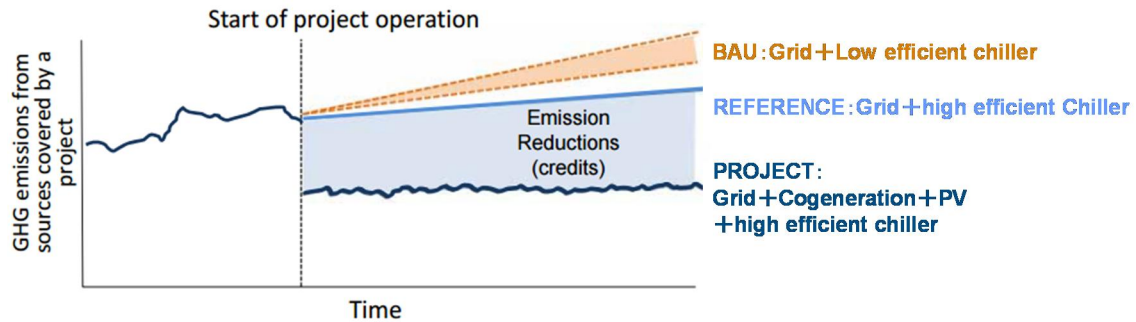 Start of project operation
GHG emissions from
sources covered by a
project
BAU：Grid＋Low efficient chiller
REFERENCE：Grid＋high efficient Chiller
Emission
Reductions
(credits)
PROJECT：
Grid＋Cogeneration＋PV
＋high efficient chiller
Time